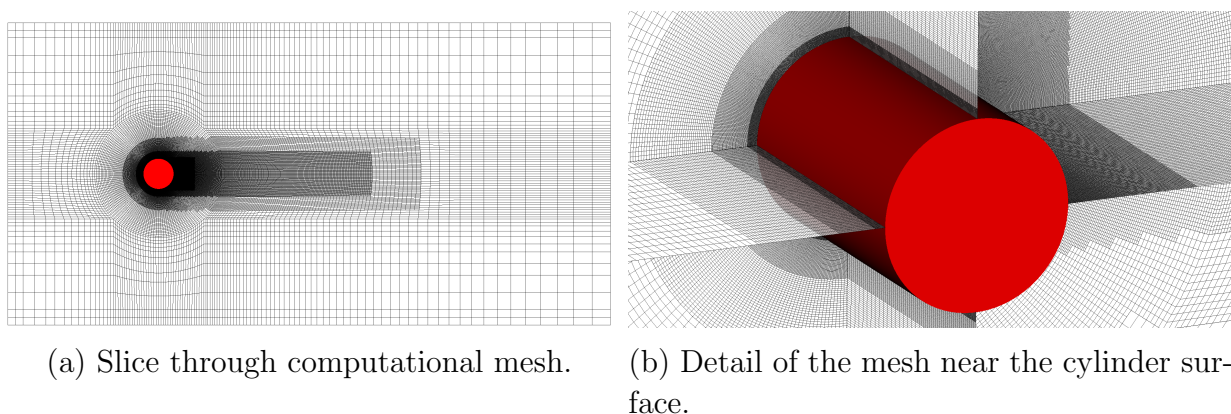 (a) Slice through computational mesh.
(b) Detail of the mesh near the cylinder sur-
face.